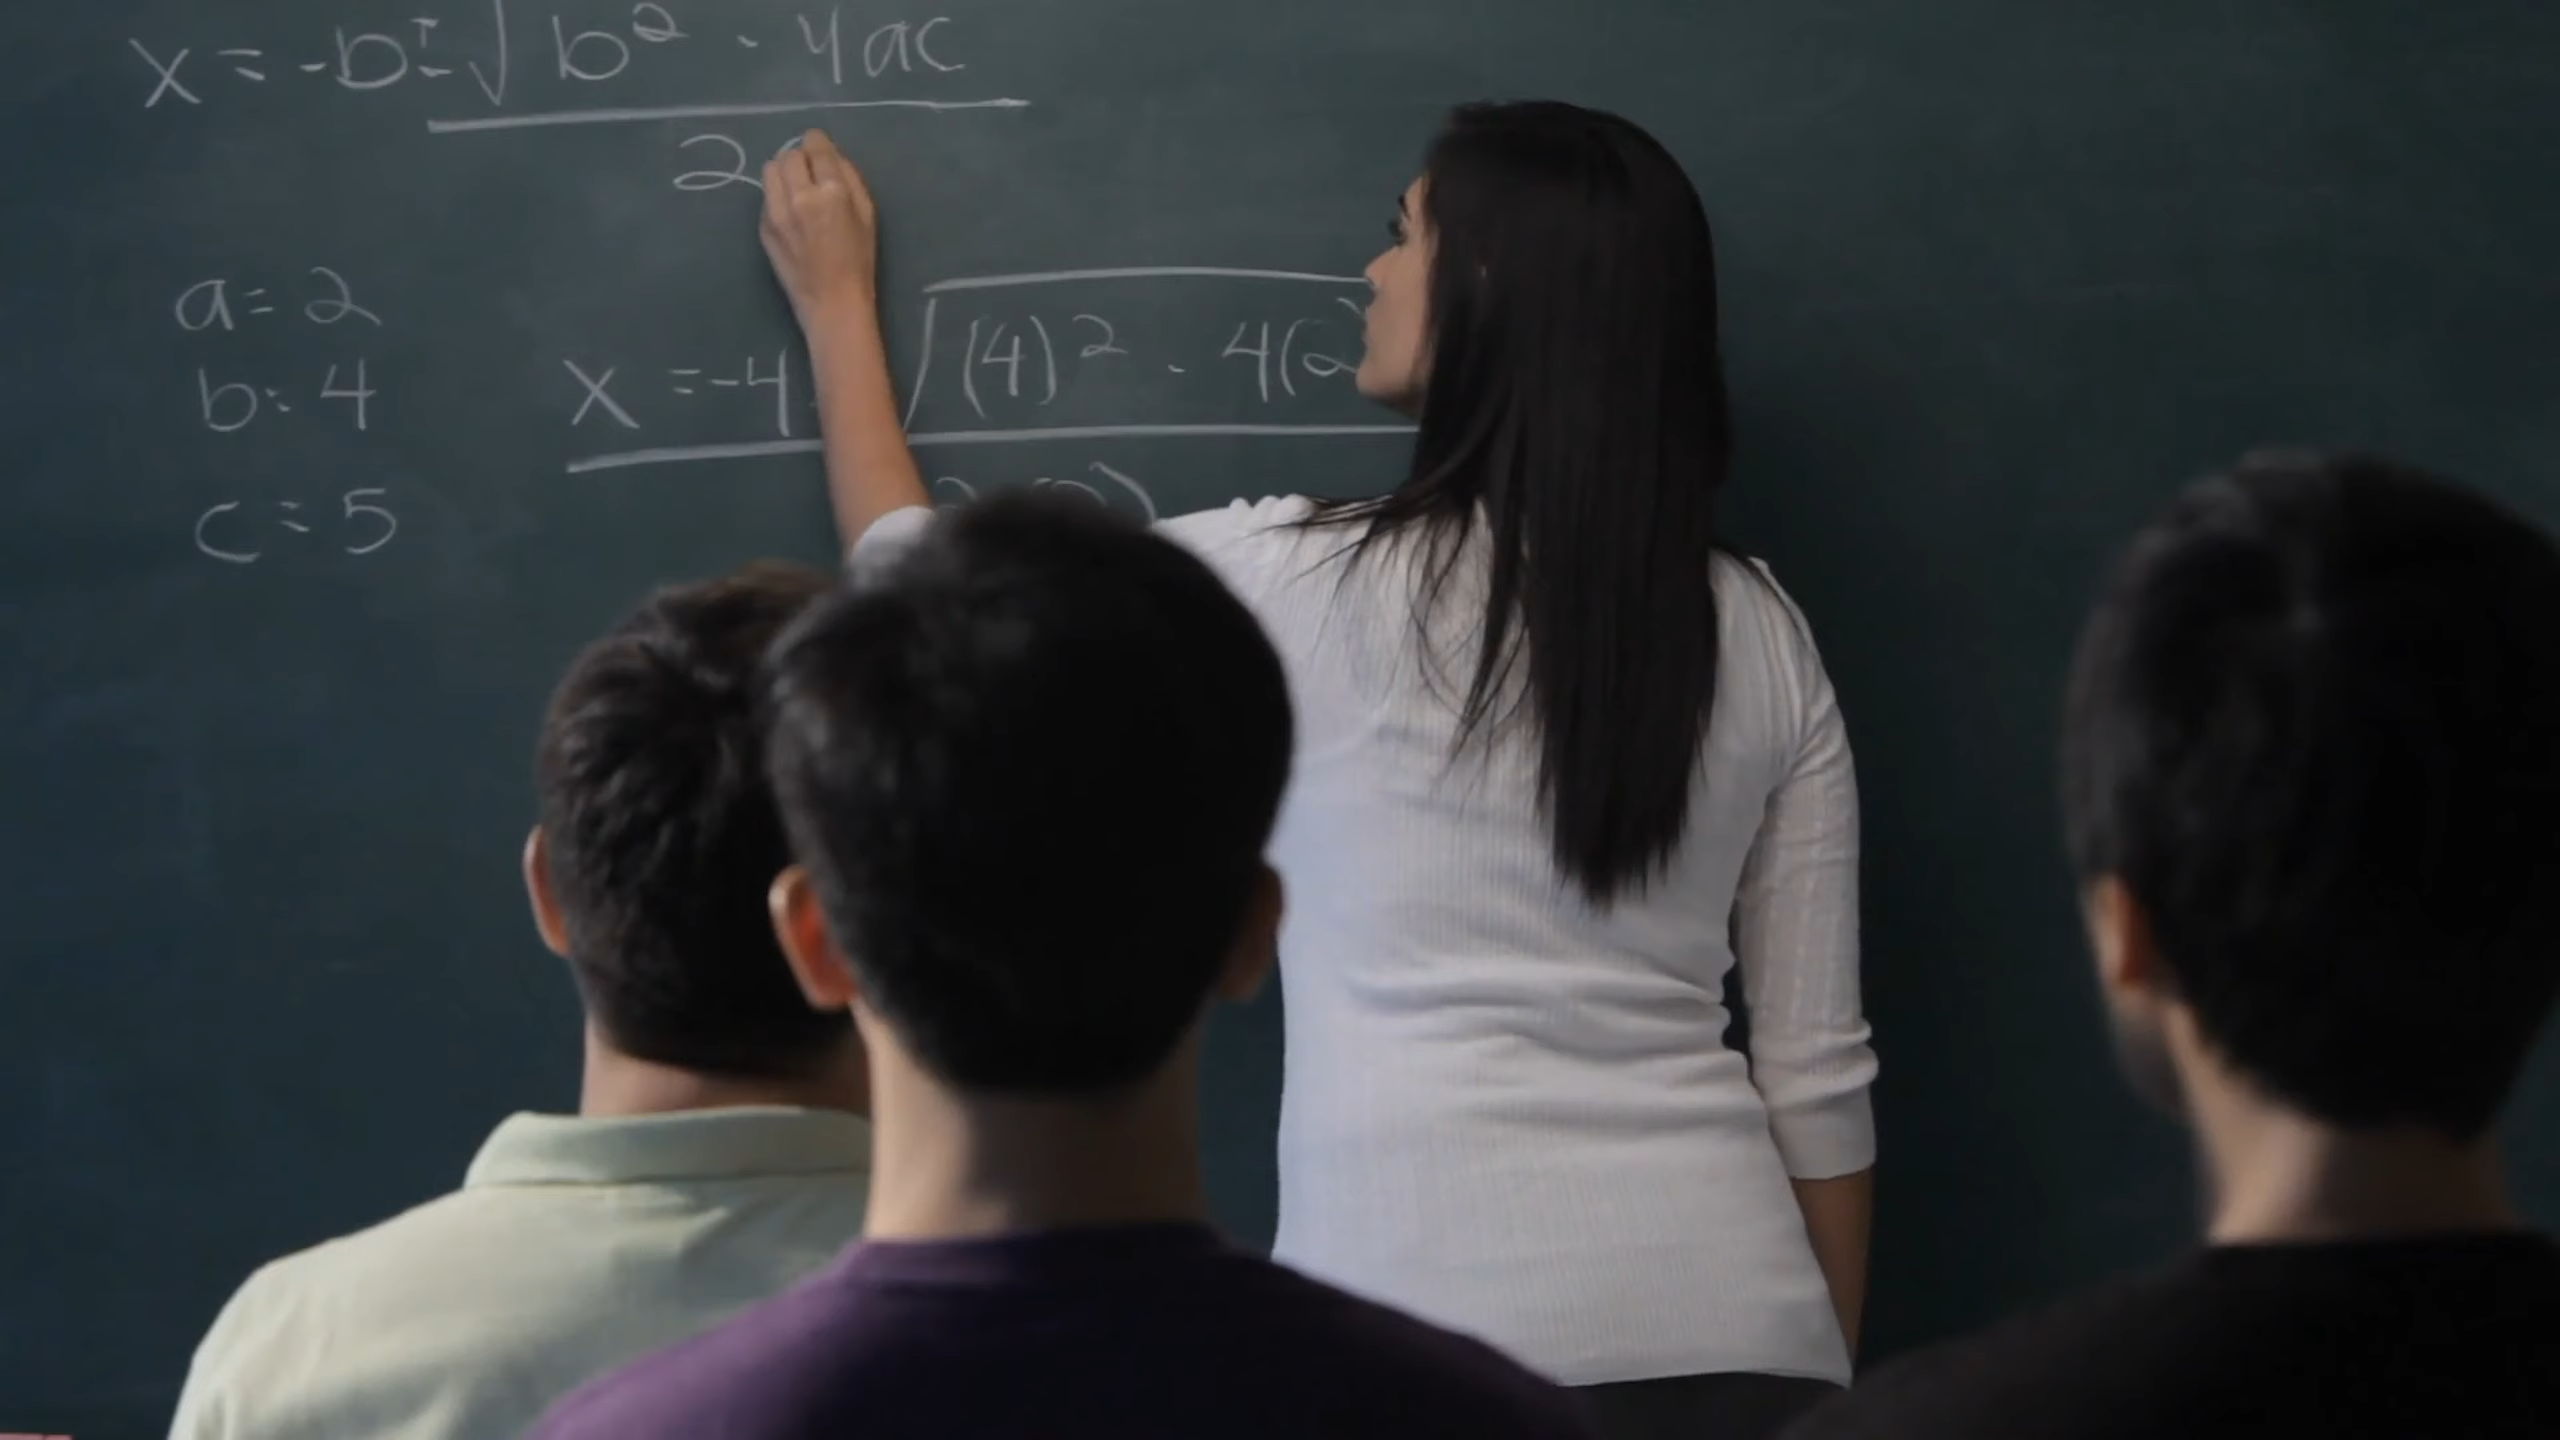 x = -b ± √ b² - 4ac
2a
a = 2
b = 4
c = 5
x = -4 √ (4)² - 4(2)